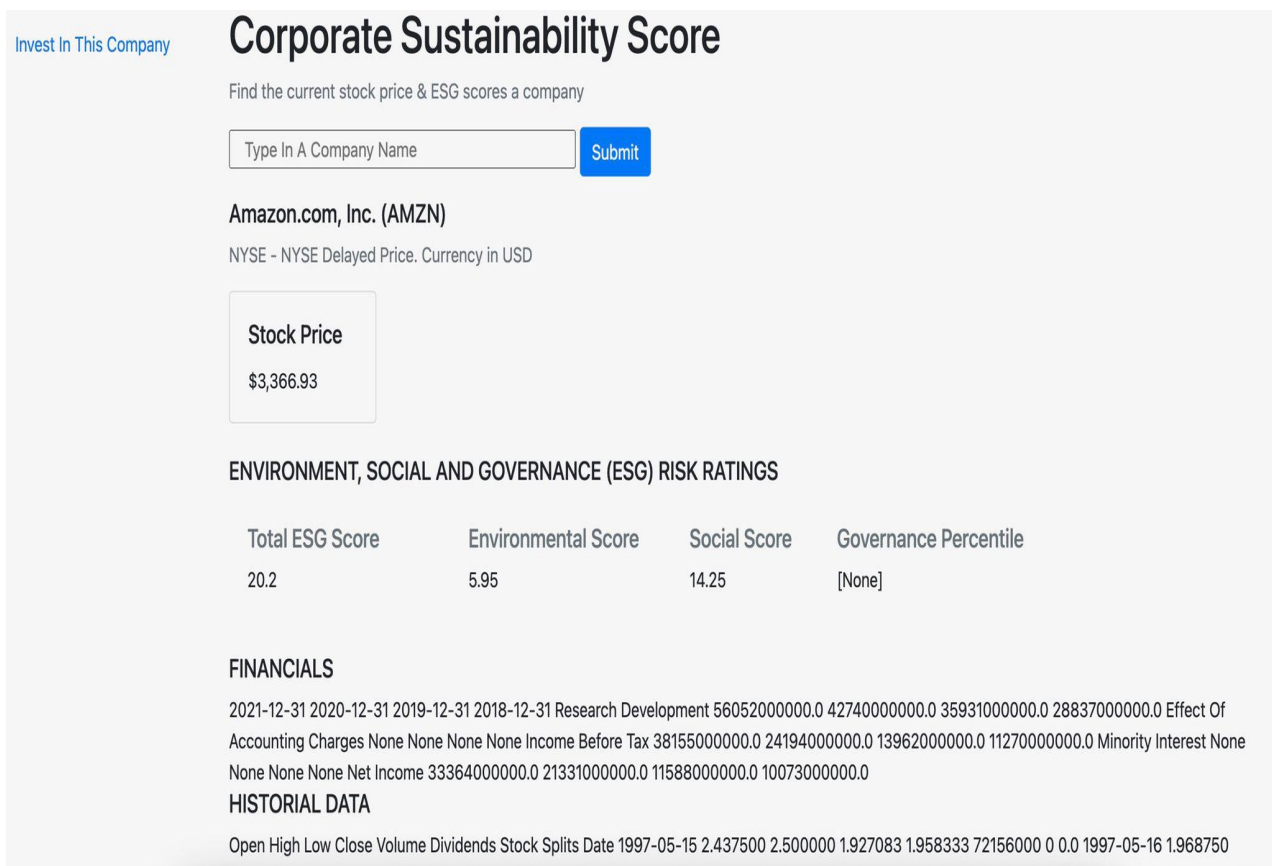 Invest In This Company
Corporate Sustainability Score
Find the current stock price & ESG scores a company
Type In A Company Name
Submit
Amazon.com, Inc. (AMZN)
NYSE - NYSE Delayed Price. Currency in USD
Stock Price
$3,366.93
ENVIRONMENT, SOCIAL AND GOVERNANCE (ESG) RISK RATINGS
Total ESG Score Environmental Score Social Score Governance Percentile
20.2 5.95 14.25 [None]
FINANCIALS
2021-12-31 2020-12-31 2019-12-31 2018-12-31 Research Development 56052000000.0 42740000000.0 35931000000.0 28837000000.0 Effect Of
Accounting Charges None None None None Income Before Tax 38155000000.0 24194000000.0 13962000000.0 11270000000.0 Minority Interest None
None None None Net Income 33364000000.0 21331000000.0 11588000000.0 10073000000.0
HISTORIAL DATA
Open High Low Close Volume Dividends Stock Splits Date 1997-05-15 2.437500 2.500000 1.927083 1.958333 72156000 0 0.0 1997-05-16 1.968750